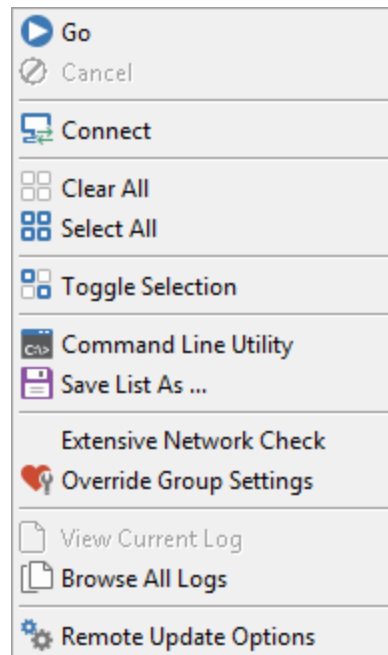 Go
Cancel
Connect
Clear All
Select All
Toggle Selection
C:\>
Command Line Utility
Save List As ...
Extensive Network Check
Override Group Settings
View Current Log
Browse All Logs
Remote Update Options